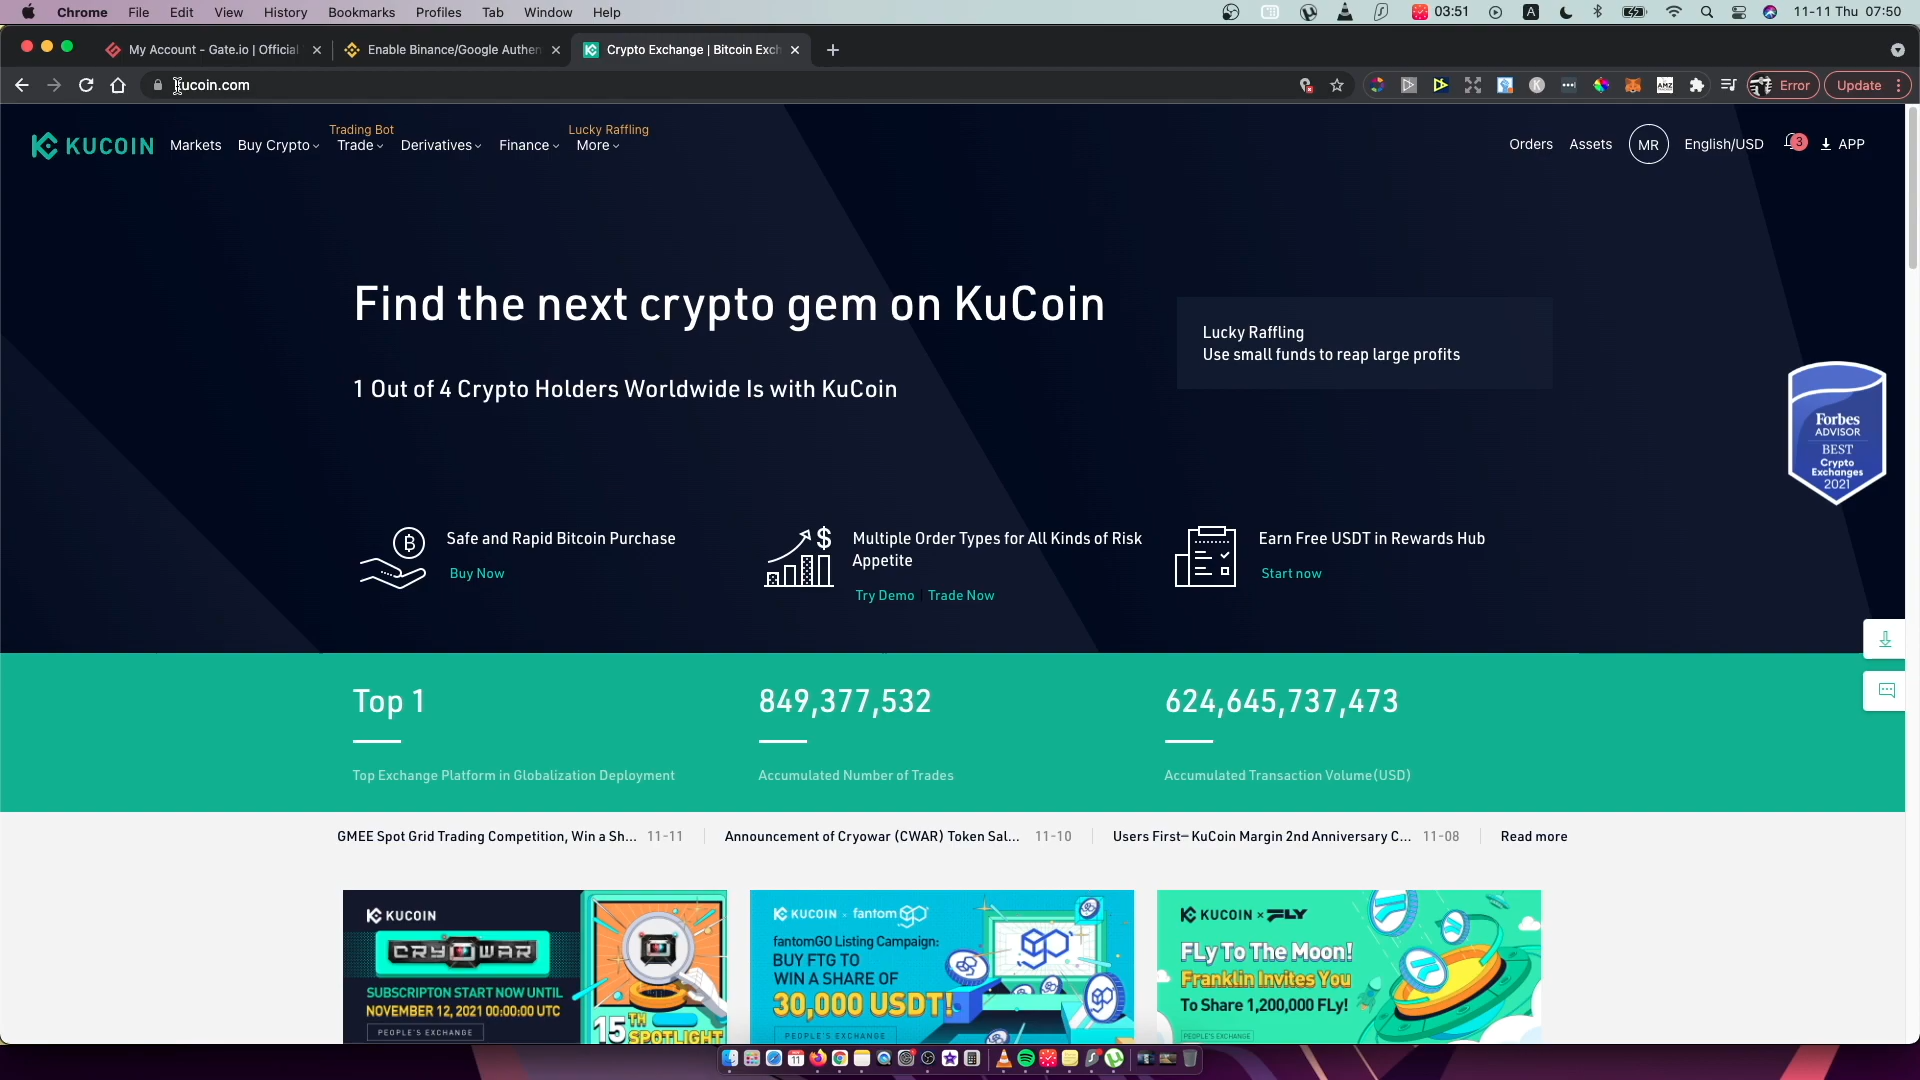 Chrome File Edit View History Bookmarks Profiles Tab Window Help 03:51 A 11-11 Thu 07:50
My Account - Gate.io | Official Enable Binance/Google Authen Crypto Exchange | Bitcoin Exch
kucoin.com K AMZ Error Update
Trading Bot Lucky Raffling
KUCOIN Markets Buy Crypto Trade Derivatives Finance More Orders Assets MR English/USD 3 APP
Find the next crypto gem on KuCoin
1 Out of 4 Crypto Holders Worldwide Is with KuCoin
Lucky Raffling
Use small funds to reap large profits
Forbes
ADVISOR
BEST
Crypto
Exchanges
2021
Safe and Rapid Bitcoin Purchase
Buy Now
Multiple Order Types for All Kinds of Risk
Appetite
Try Demo Trade Now
Earn Free USDT in Rewards Hub
Start now
Top 1 849,377,532 624,645,737,473
Top Exchange Platform in Globalization Deployment Accumulated Number of Trades Accumulated Transaction Volume(USD)
GMEE Spot Grid Trading Competition, Win a Sh... 11-11 Announcement of Cryowar (CWAR) Token Sal... 11-10 Users First—KuCoin Margin 2nd Anniversary C... 11-08 Read more
KUCOIN
CRYOWAR
SUBSCRIPTON START NOW UNTIL
NOVEMBER 12, 2021 00:00:00 UTC
PEOPLE'S EXCHANGE
15TH
SPOTLIGHT
KUCOIN x fantom go
fantomGO Listing Campaign:
BUY FTG TO
WIN A SHARE OF
30,000 USDT!
PEOPLE'S EXCHANGE
KUCOIN x FLY
FLy To The Moon!
Franklin Invites You
To Share 1,200,000 FLy!
PEOPLE'S EXCHANGE